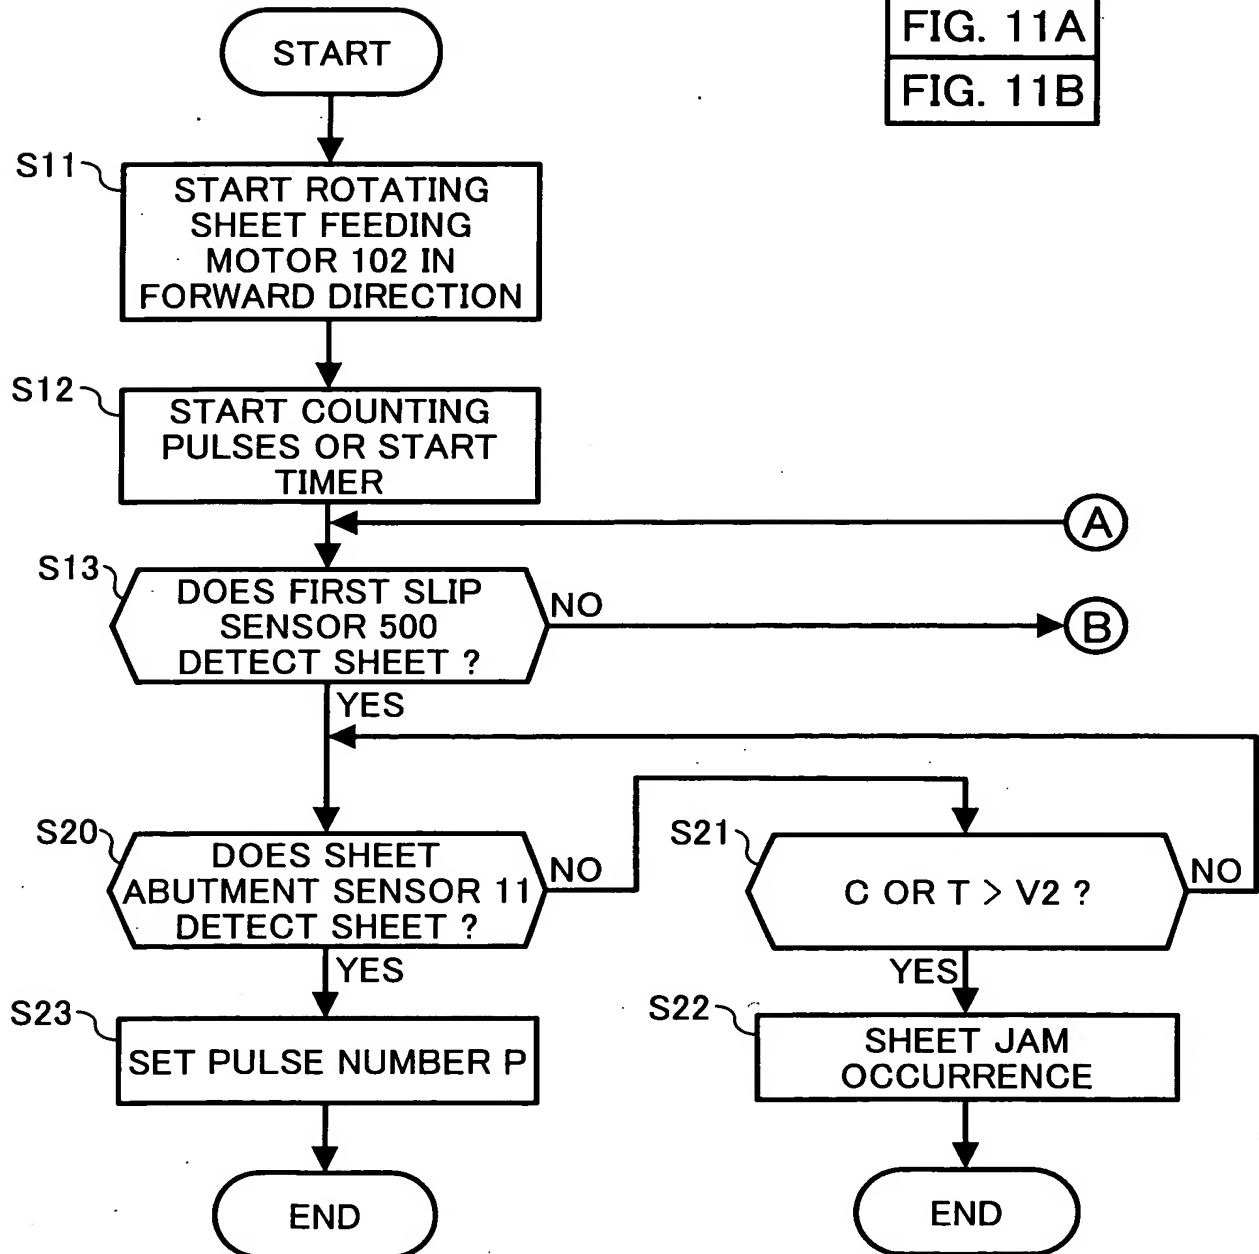 FIG. 11A
FIG. 11B
START
S11
START ROTATING
SHEET FEEDING
MOTOR 102 IN
FORWARD DIRECTION
S12
START COUNTING
PULSES OR START
TIMER
A
S13
DOES FIRST SLIP
SENSOR 500
DETECT SHEET ?
NO
B
YES
S20
DOES SHEET
ABUTMENT SENSOR 11
DETECT SHEET ?
NO
S21
C OR T > V2 ?
NO
YES
YES
S23
SET PULSE NUMBER P
S22
SHEET JAM
OCCURRENCE
END
END